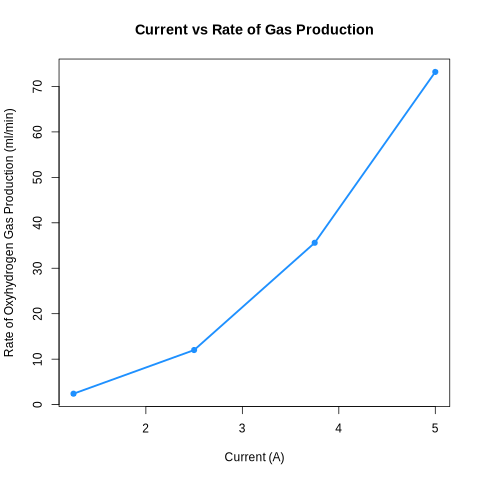 Current vs Rate of Gas Production
Rate of Oxyhydrogen Gas Production (ml/min)
70
60
50
40
30
20
10
0
2 3 4 5
Current (A)